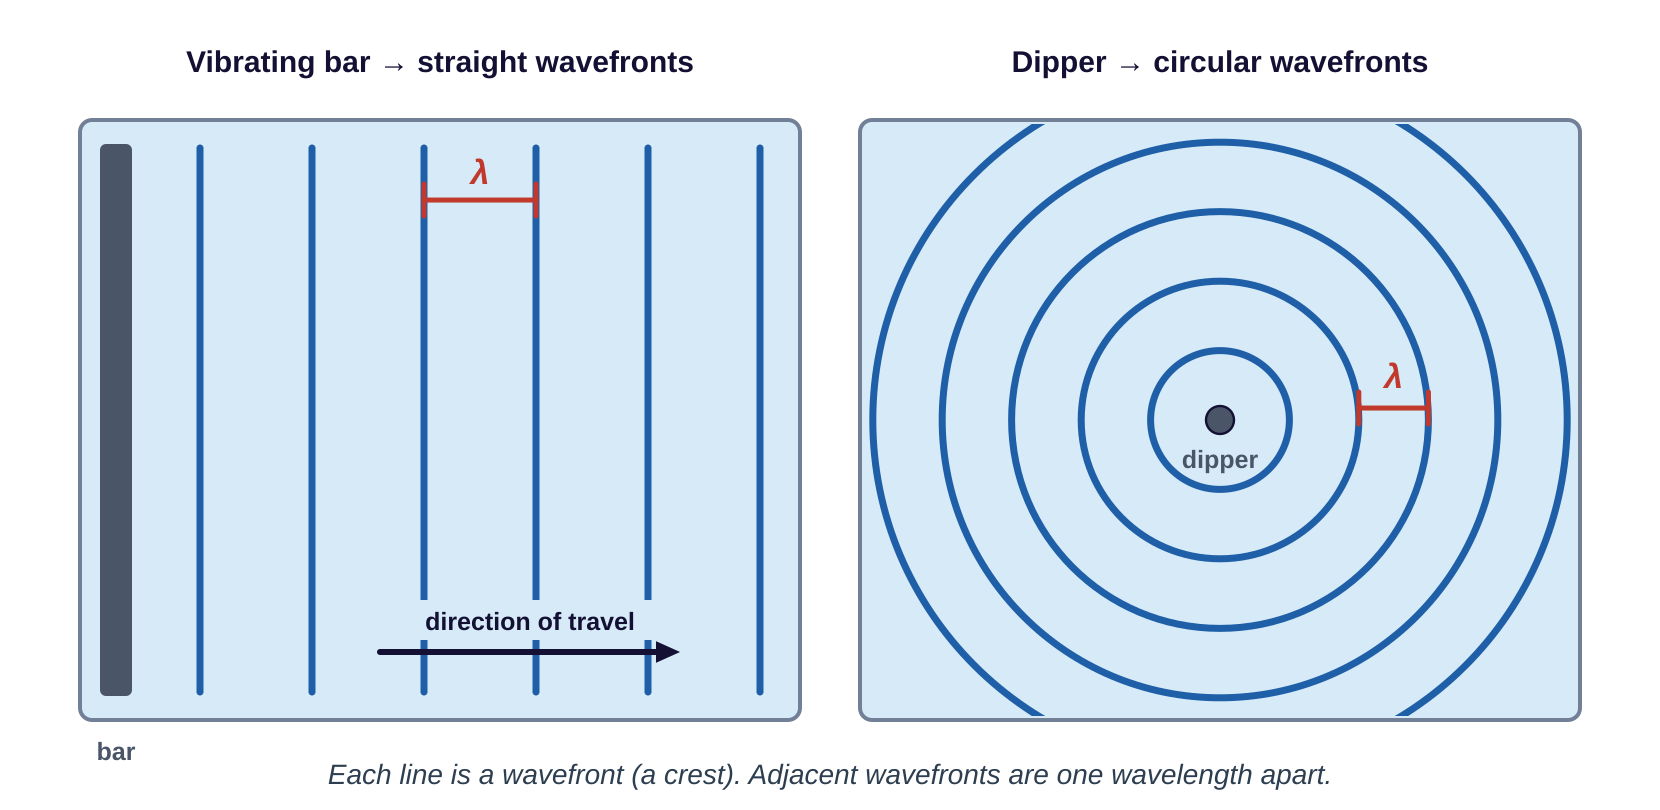 Vibrating bar → straight wavefronts
λ
direction of travel
bar
Dipper → circular wavefronts
λ
dipper
Each line is a wavefront (a crest). Adjacent wavefronts are one wavelength apart.